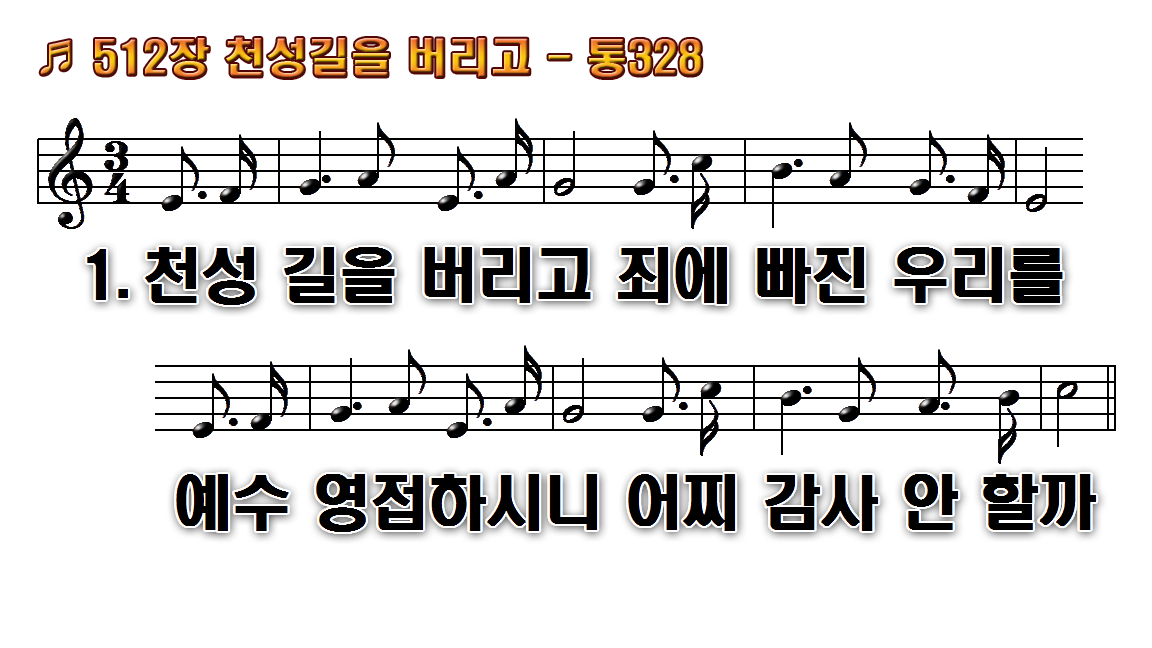 ♬ 512장 천성길을 버리고 - 통328
3
4
1. 천성 길을 버리고 죄에 빠진 우리를
예수 영접하시니 어찌 감사 안 할까